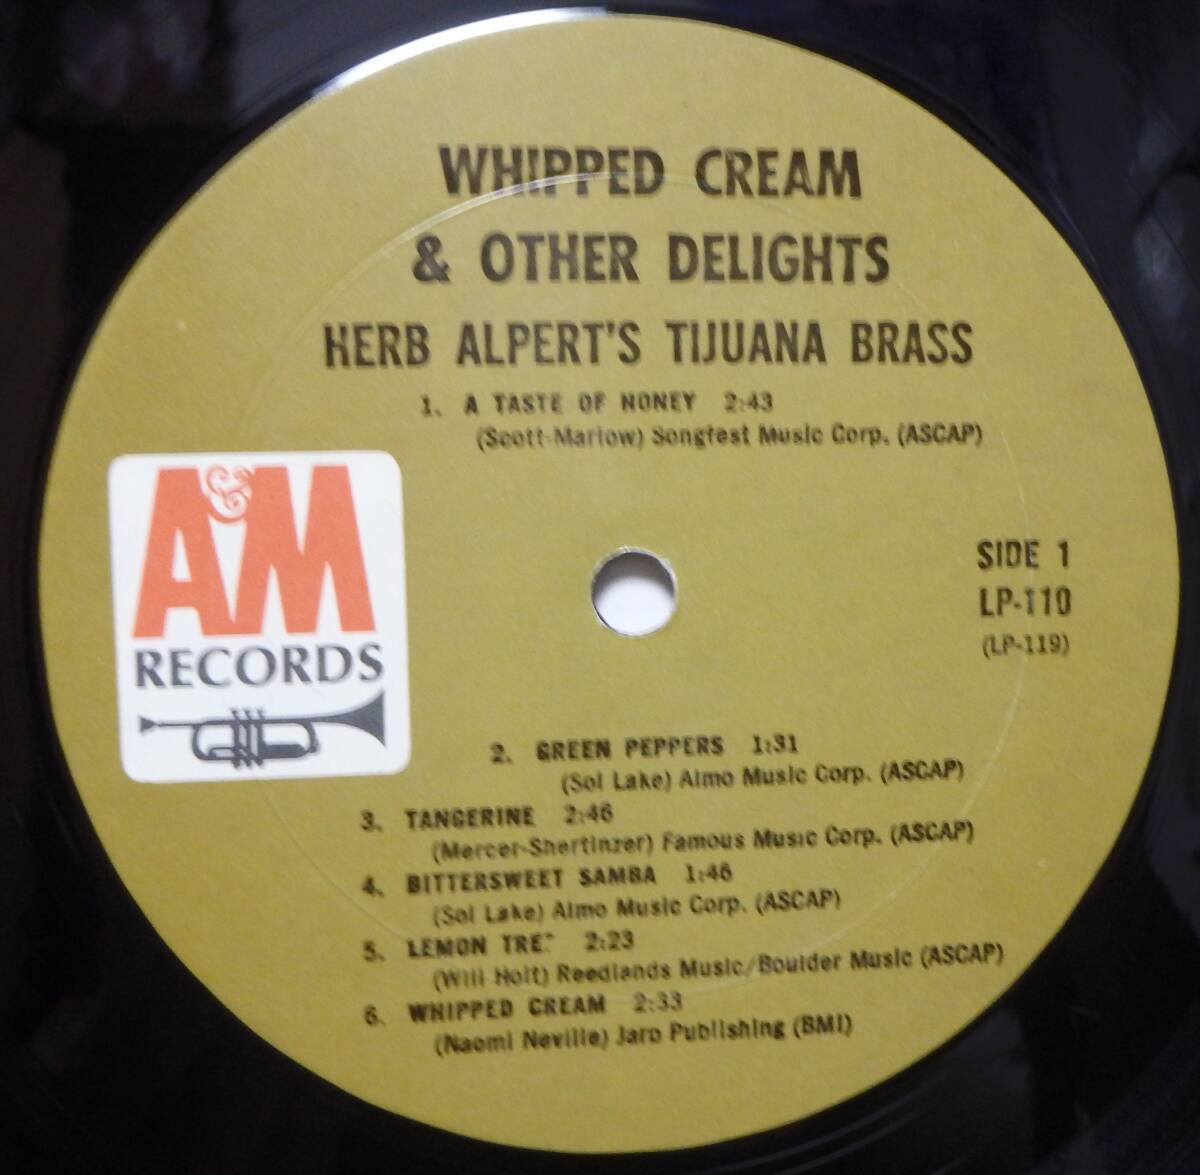 WHIPPED CREAM
& OTHER DELIGHTS
HERB ALPERT'S TIJUANA BRASS
1. A TASTE OF HONEY 2:43
(Scott-Marlow) Songfest Music Corp. (ASCAP)
A&M
RECORDS
SIDE 1
LP-110
(LP-119)
2. GREEN PEPPERS 1:31
(Sol Lake) Almo Music Corp. (ASCAP)
3. TANGERINE 2:46
(Mercer-Shertinzer) Famous Music Corp. (ASCAP)
4. BITTERSWEET SAMBA 1:46
(Sol Lake) Almo Music Corp. (ASCAP)
5. LEMON TREE 2:23
(Will Holt) Reedlands Music/Boulder Music (ASCAP)
6. WHIPPED CREAM 2:33
(Naomi Neville) Jarp Publishing (BMI)